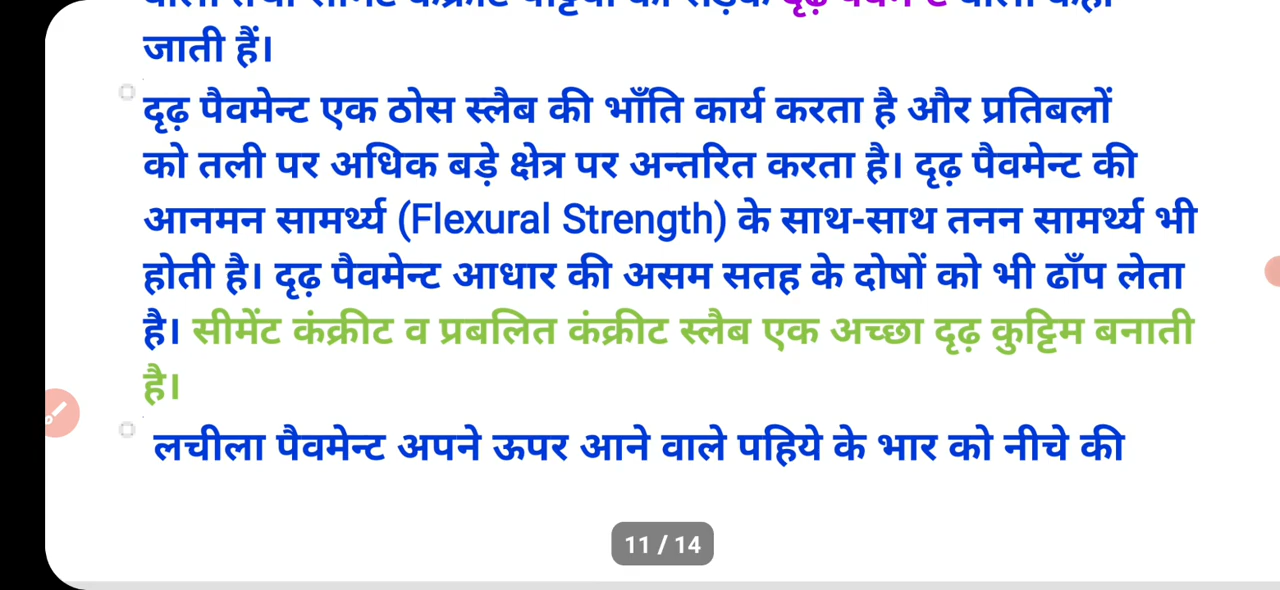 जाती हैं।
दृढ़ पैवमेन्ट एक ठोस स्लैब की भाँति कार्य करता है और प्रतिबलों
को तली पर अधिक बड़े क्षेत्र पर अन्तरित करता है। दृढ़ पैवमेन्ट की
आनमन सामर्थ्य (Flexural Strength) के साथ-साथ तनन सामर्थ्य भी
होती है। दृढ़ पैवमेन्ट आधार की असम सतह के दोषों को भी ढाँप लेता
है। सीमेंट कंक्रीट व प्रबलित कंक्रीट स्लैब एक अच्छा दृढ़ कुट्टिम बनाती
है।
लचीला पैवमेन्ट अपने ऊपर आने वाले पहिये के भार को नीचे की
11 / 14